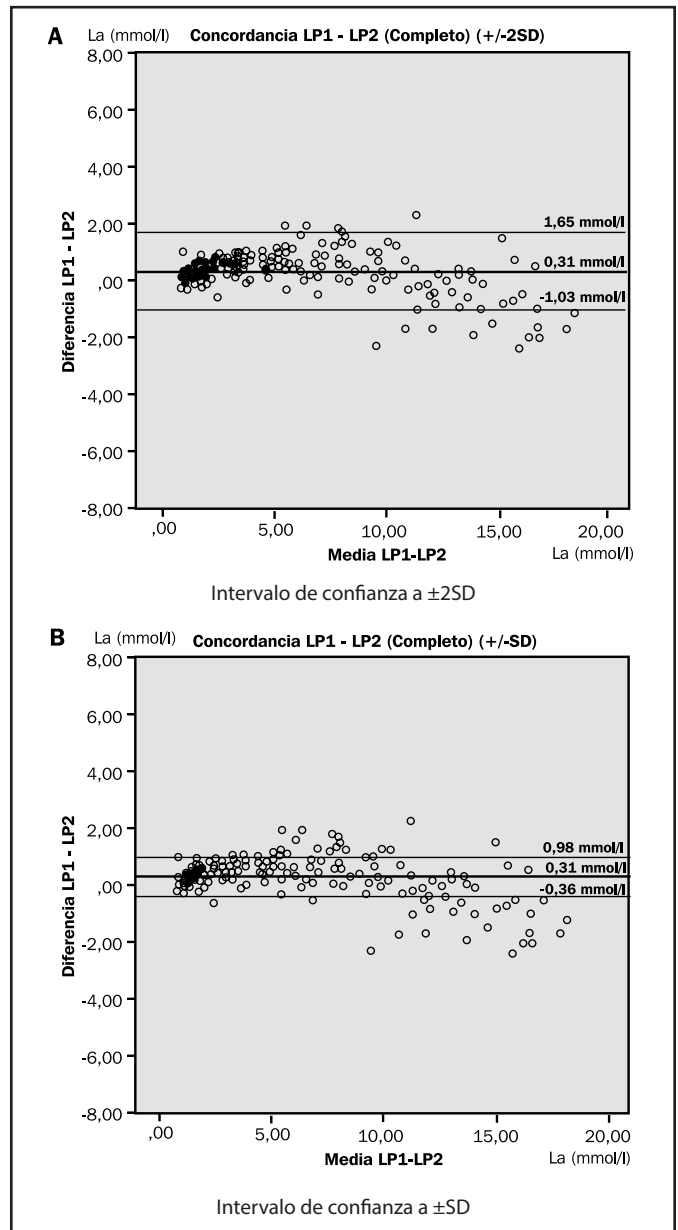 A La (mmol/l) Concordancia LP1 - LP2 (Completo) (+/-2SD)
8,00
6,00
4,00
2,00
,00
-2,00
-4,00
-6,00
-8,00
Diferencia LP1 - LP2
1,65 mmol/l
0,31 mmol/l
-1,03 mmol/l
,00 5,00 10,00 15,00 20,00
Media LP1-LP2 La (mmol/l)
Intervalo de confianza a ±2SD
B La (mmol/l) Concordancia LP1 - LP2 (Completo) (+/-SD)
8,00
6,00
4,00
2,00
,00
-2,00
-4,00
-6,00
-8,00
Diferencia LP1 - LP2
0,98 mmol/l
0,31 mmol/l
-0,36 mmol/l
,00 5,00 10,00 15,00 20,00
Media LP1-LP2 La (mmol/l)
Intervalo de confianza a ±SD